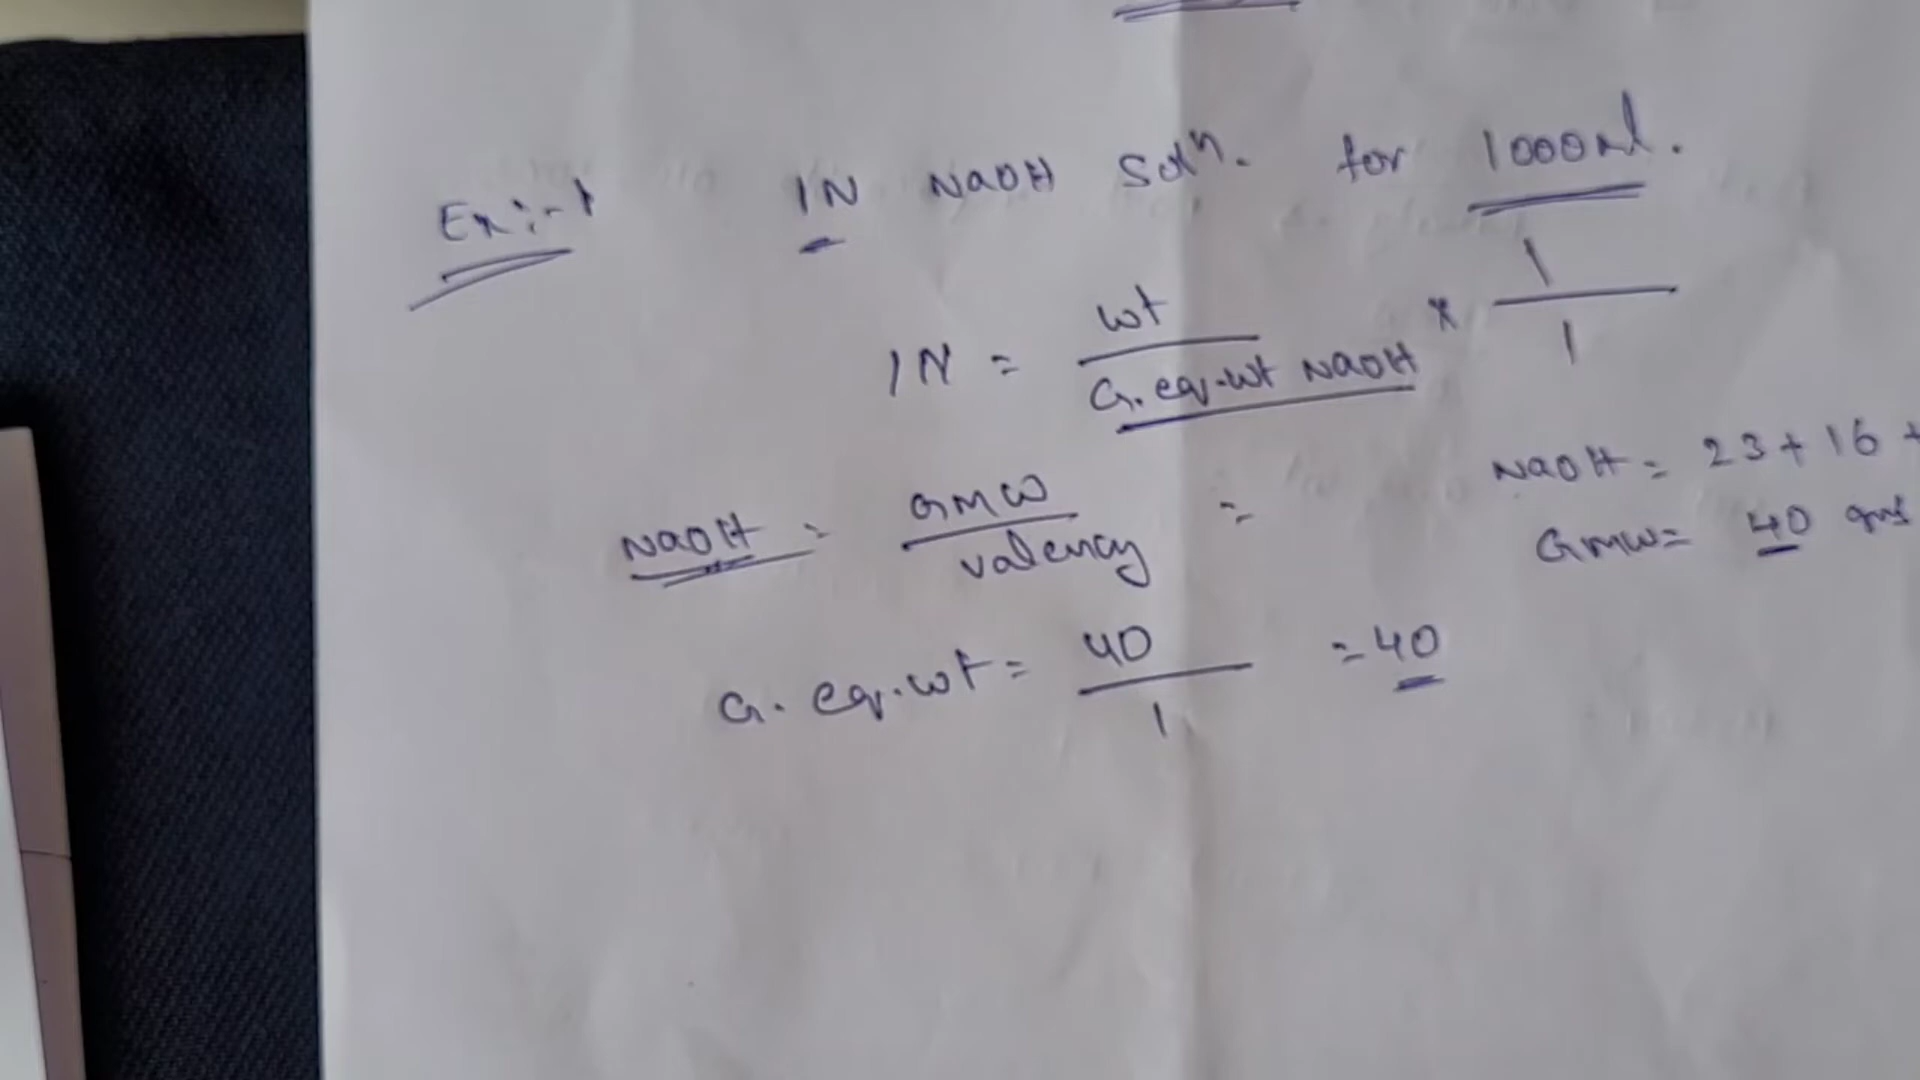 Ex:-1 1N NaOH Solⁿ. for 1000ml.
1N = wt / G.eq.wt NaOH × 1 / 1
NaOH = GMW / valency =
NaOH = 23 + 16 +
GMW = 40 gms
G. eq.wt = 40 / 1 = 40